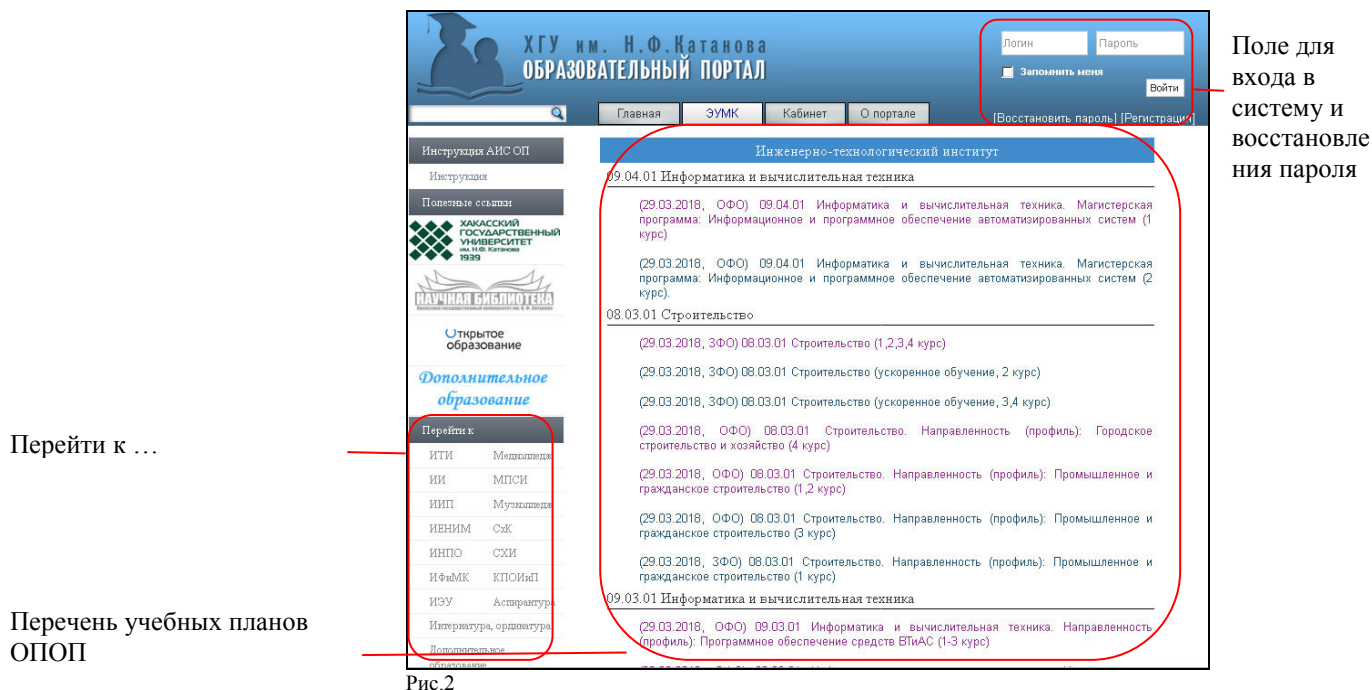 ХГУ им. Н.Ф.Катанова
ОБРАЗОВАТЕЛЬНЫЙ ПОРТАЛ
Логин Пароль
Запомнить меня
Войти
[Восстановить пароль] [Регистрация]
Главная ЭУМК Кабинет О портале
Поле для
входа в
систему и
восстановле
ния пароля
Инструкция АИС ОП
Инструкция
Полезные ссылки
ХАКАССКИЙ
ГОСУДАРСТВЕННЫЙ
УНИВЕРСИТЕТ
им. Н.Ф. Катанова
1939
НАУЧНАЯ БИБЛИОТЕКА
Открытое
образование
Дополнительное
образование
Перейти к
ИТИ Медколледж
ИИ МПСИ
ИИП Музколледж
ИЕНИМ СхК
ИНПО СХИ
ИФиМК КПОИиП
ИЭУ Аспирантура
Интернатура, ординатура
Дополнительное
образование
Инженерно-технологический институт
09.04.01 Информатика и вычислительная техника
(29.03.2018, ОФО) 09.04.01 Информатика и вычислительная техника. Магистерская
программа: Информационное и программное обеспечение автоматизированных систем (1
курс)
(29.03.2018, ОФО) 09.04.01 Информатика и вычислительная техника. Магистерская
программа: Информационное и программное обеспечение автоматизированных систем (2
курс).
08.03.01 Строительство
(29.03.2018, ЗФО) 08.03.01 Строительство (1,2,3,4 курс)
(29.03.2018, ЗФО) 08.03.01 Строительство (ускоренное обучение, 2 курс)
(29.03.2018, ЗФО) 08.03.01 Строительство (ускоренное обучение, 3,4 курс)
(29.03.2018, ОФО) 08.03.01 Строительство. Направленность (профиль): Городское
строительство и хозяйство (4 курс)
(29.03.2018, ОФО) 08.03.01 Строительство. Направленность (профиль): Промышленное и
гражданское строительство (1,2 курс)
(29.03.2018, ОФО) 08.03.01 Строительство. Направленность (профиль): Промышленное и
гражданское строительство (3 курс)
(29.03.2018, ЗФО) 08.03.01 Строительство. Направленность (профиль): Промышленное и
гражданское строительство (1 курс)
09.03.01 Информатика и вычислительная техника
(29.03.2018, ОФО) 09.03.01 Информатика и вычислительная техника. Направленность
(профиль): Программное обеспечение средств ВТиАС (1-3 курс)
Перейти к …
Перечень учебных планов
ОПОП
Рис.2